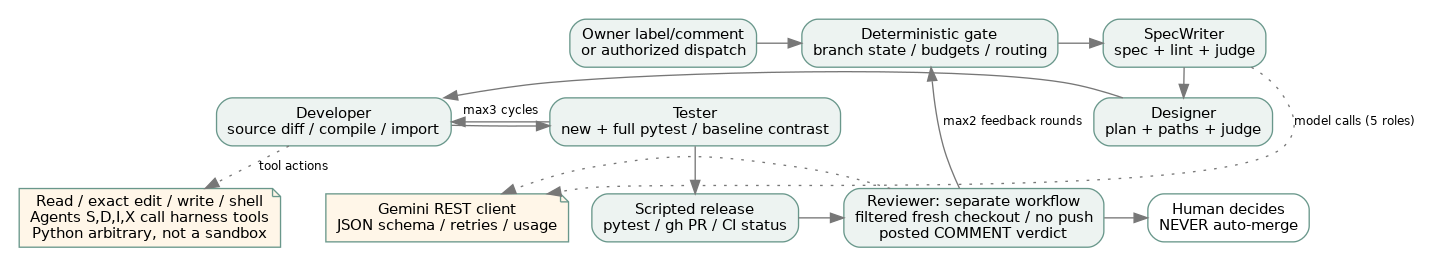 Owner label/comment
or authorized dispatch
Deterministic gate
branch state / budgets / routing
SpecWriter
spec + lint + judge
Developer
source diff / compile / import
max3 cycles
Tester
new + full pytest / baseline contrast
max2 feedback rounds
Designer
plan + paths + judge
model calls (5 roles)
tool actions
Read / exact edit / write / shell
Agents S,D,I,X call harness tools
Python arbitrary, not a sandbox
Gemini REST client
JSON schema / retries / usage
Scripted release
pytest / gh PR / CI status
Reviewer: separate workflow
filtered fresh checkout / no push
posted COMMENT verdict
Human decides
NEVER auto-merge